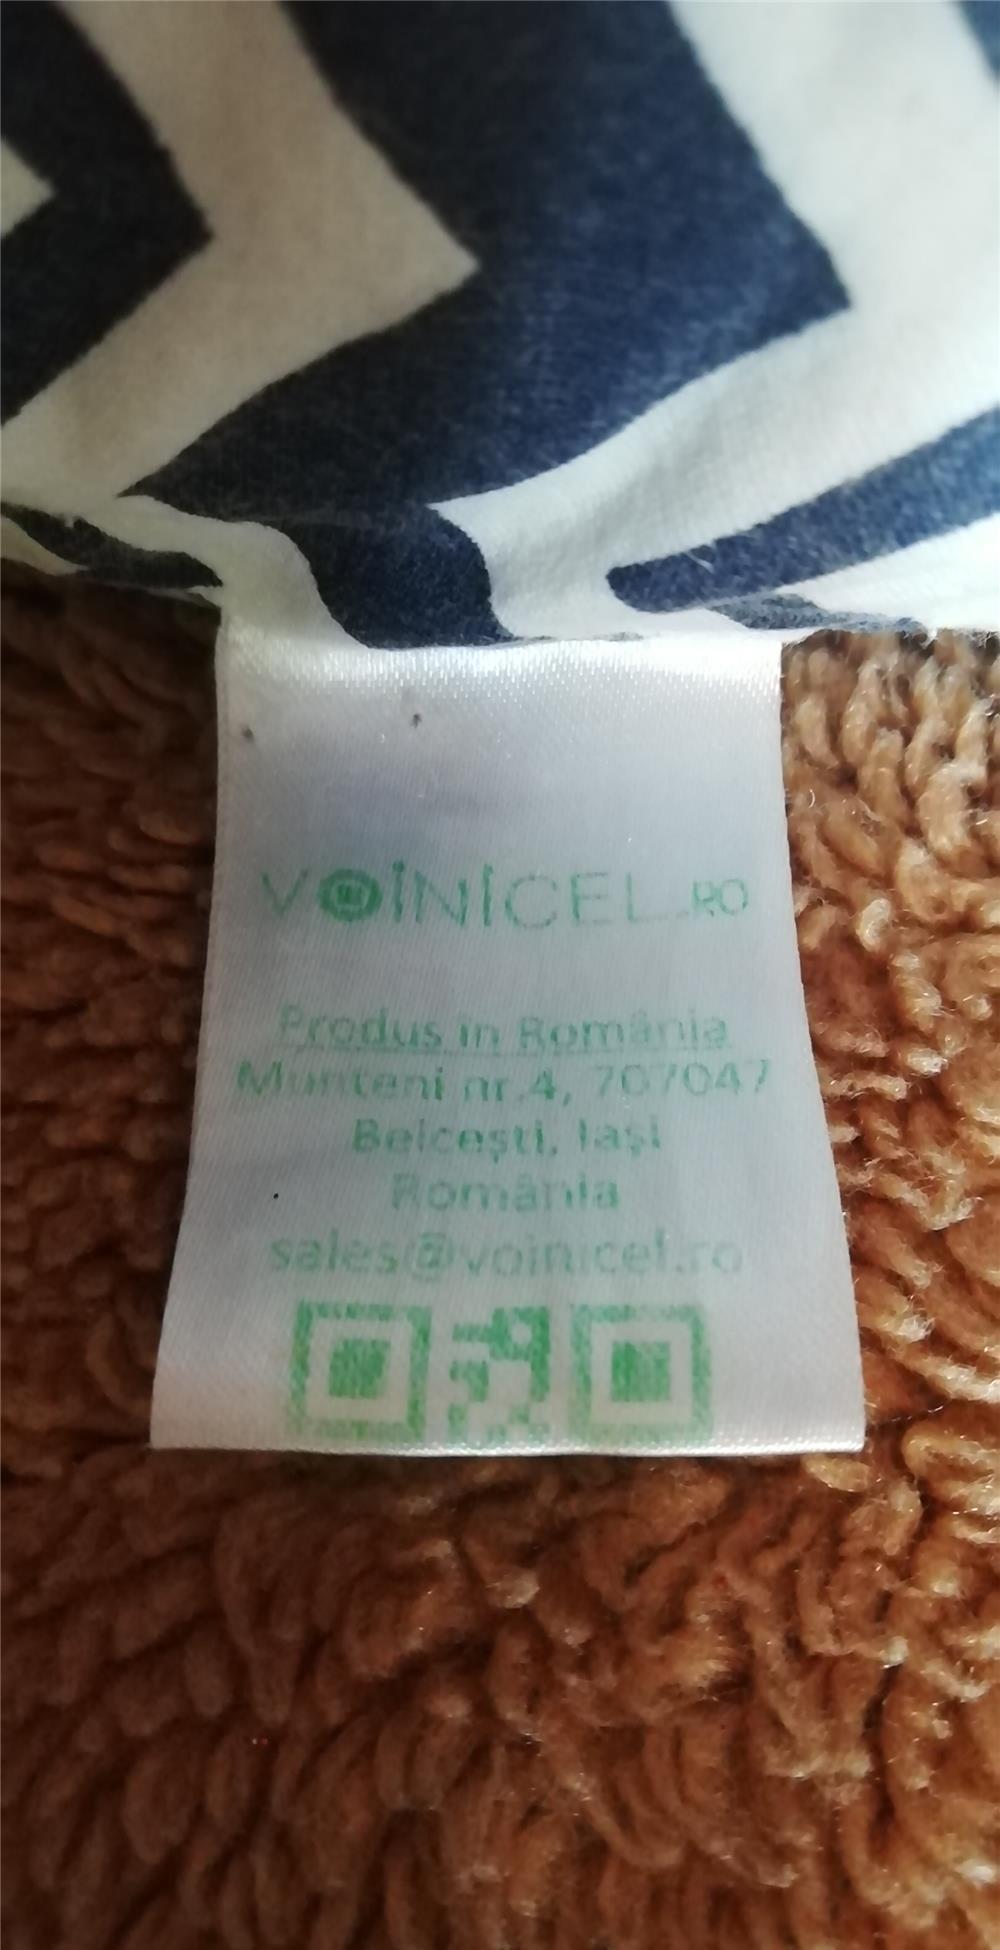 VOINICEL.RO
Produs în România
Munteni nr.4, 707047
Belcești, Iași
România
sales@voinicel.ro